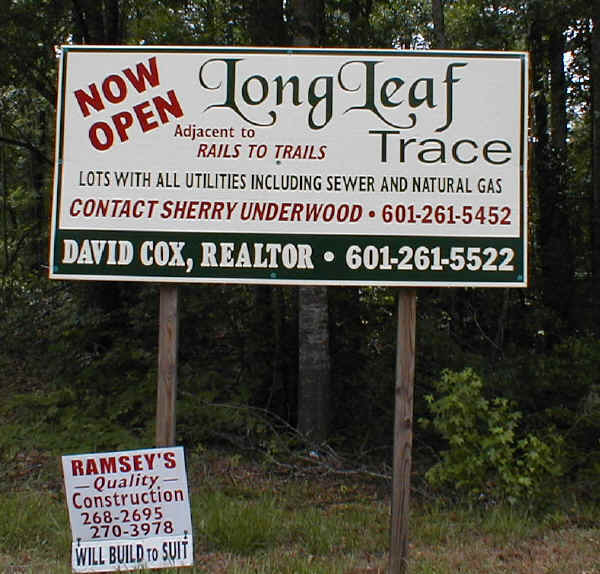 NOW OPEN
LongLeaf
Trace
Adjacent to
RAILS TO TRAILS
LOTS WITH ALL UTILITIES INCLUDING SEWER AND NATURAL GAS
CONTACT SHERRY UNDERWOOD • 601-261-5452
DAVID COX, REALTOR • 601-261-5522
RAMSEY'S
— Quality —
Construction
268-2695
270-3978
WILL BUILD TO SUIT